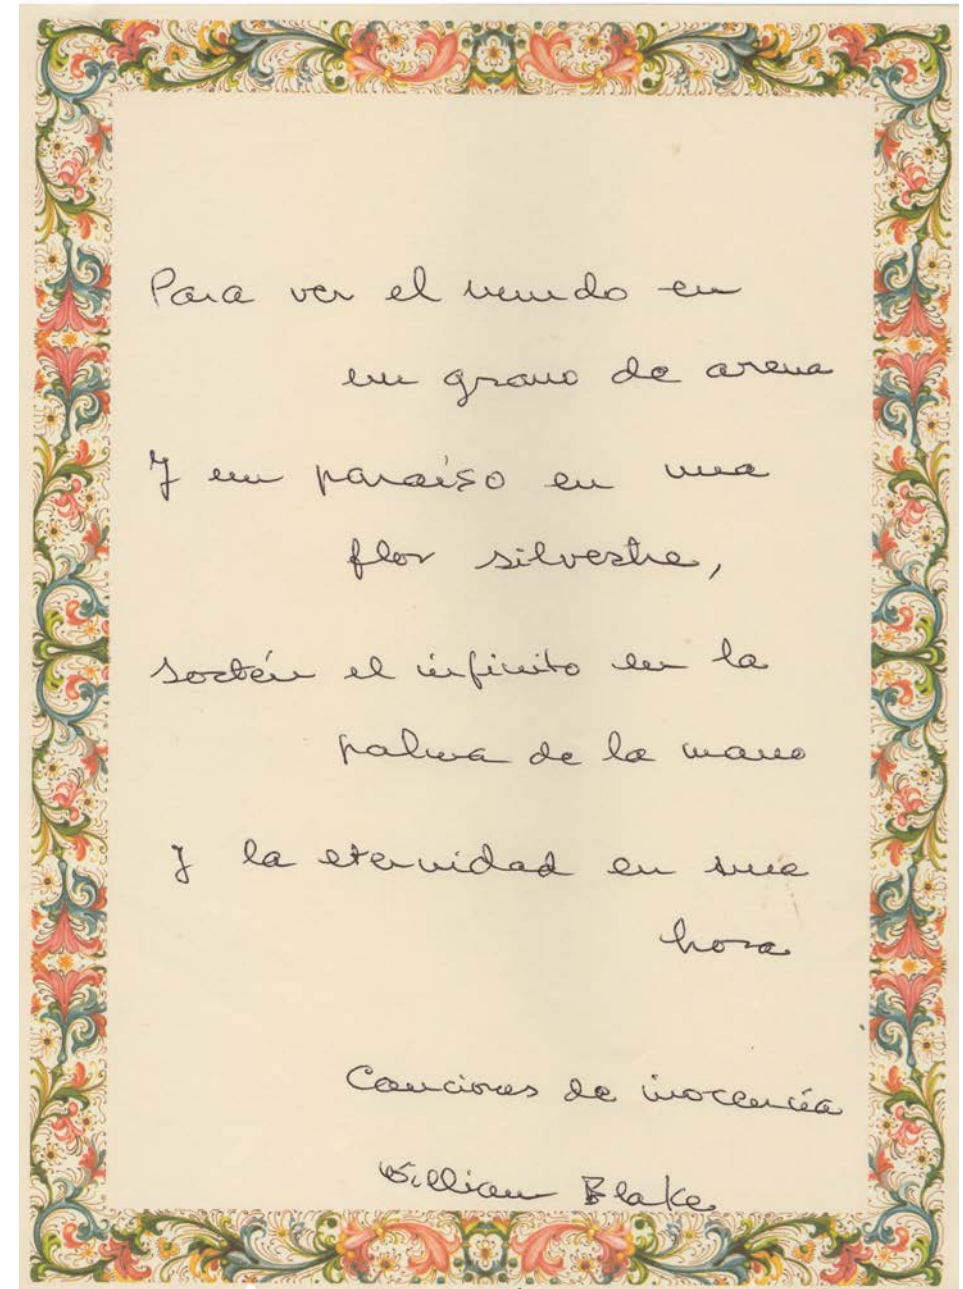 Para ver el mundo en
un grano de arena
Y un paraíso en una
flor silvestre,
sostén el infinito en la
palma de la mano
y la eternidad en una
hora
Canciones de inocencia
William Blake